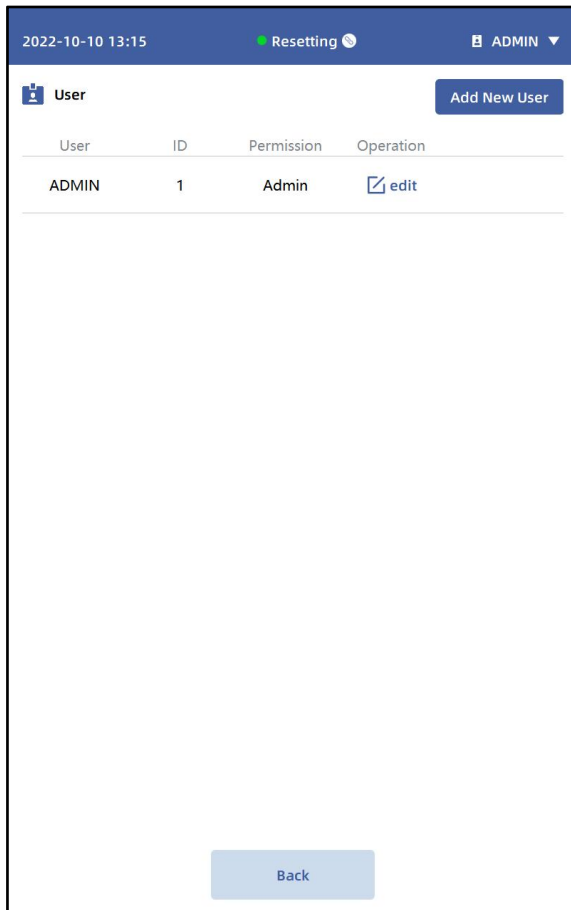 2022-10-10 13:15 Resetting ADMIN
User Add New User
User ID Permission Operation
ADMIN 1 Admin edit
Back